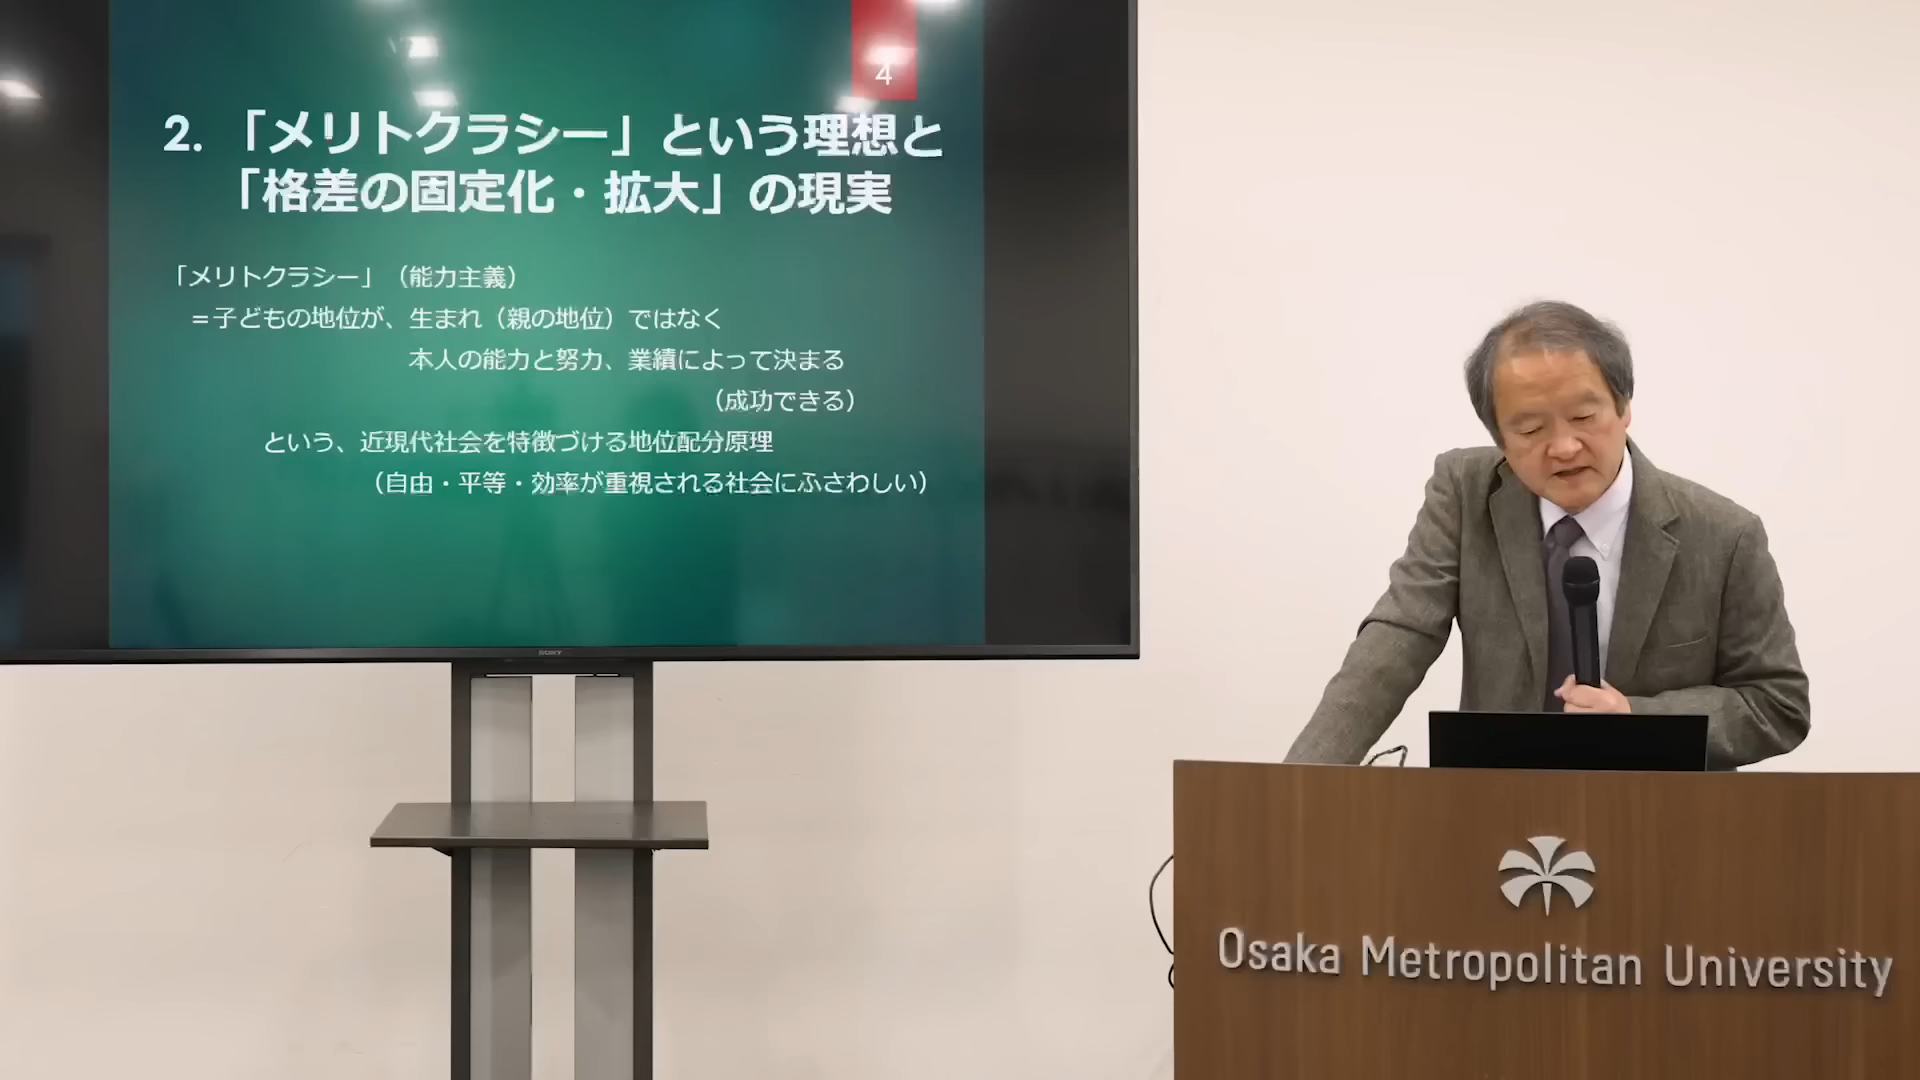 4
2. 「メリトクラシー」という理想と
「格差の固定化・拡大」の現実
「メリトクラシー」（能力主義）
＝子どもの地位が、生まれ（親の地位）ではなく
本人の能力と努力、業績によって決まる
（成功できる）
という、近現代社会を特徴づける地位配分原理
（自由・平等・効率が重視される社会にふさわしい）
SONY
Osaka Metropolitan University